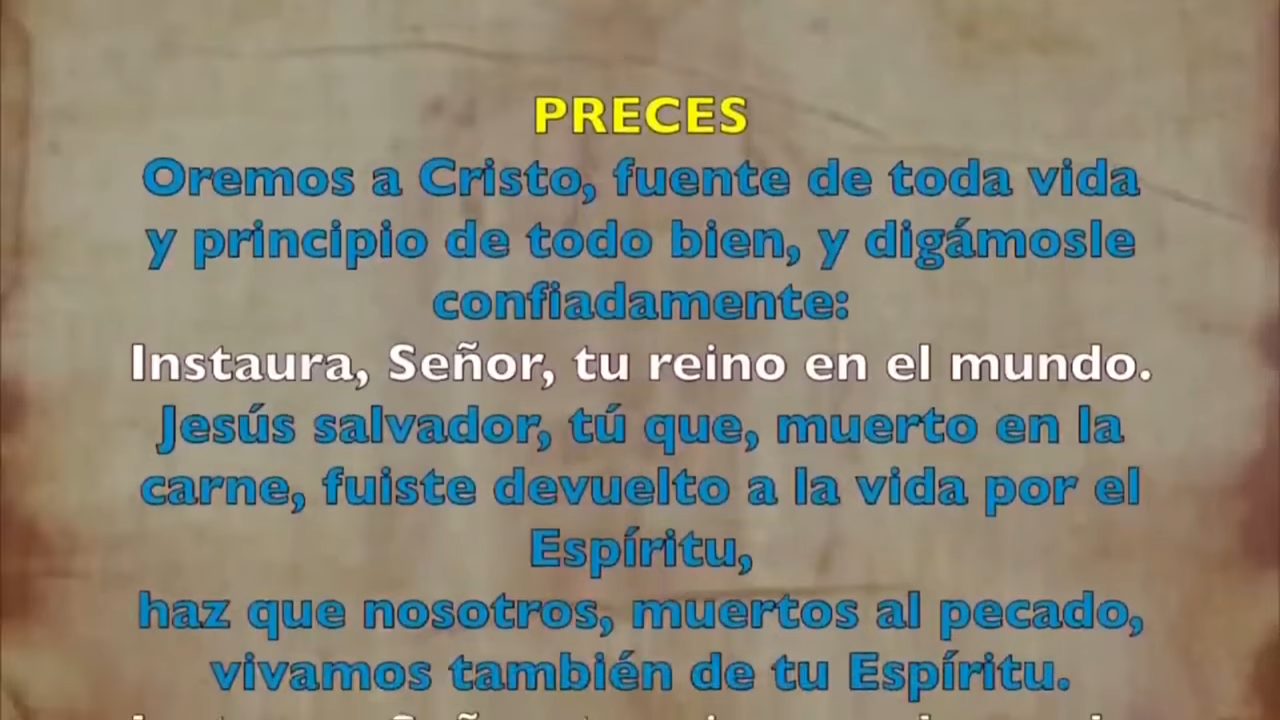 PRECES
Oremos a Cristo, fuente de toda vida
y principio de todo bien, y digámosle
confiadamente:
Instaura, Señor, tu reino en el mundo.
Jesús salvador, tú que, muerto en la
carne, fuiste devuelto a la vida por el
Espíritu,
haz que nosotros, muertos al pecado,
vivamos también de tu Espíritu.